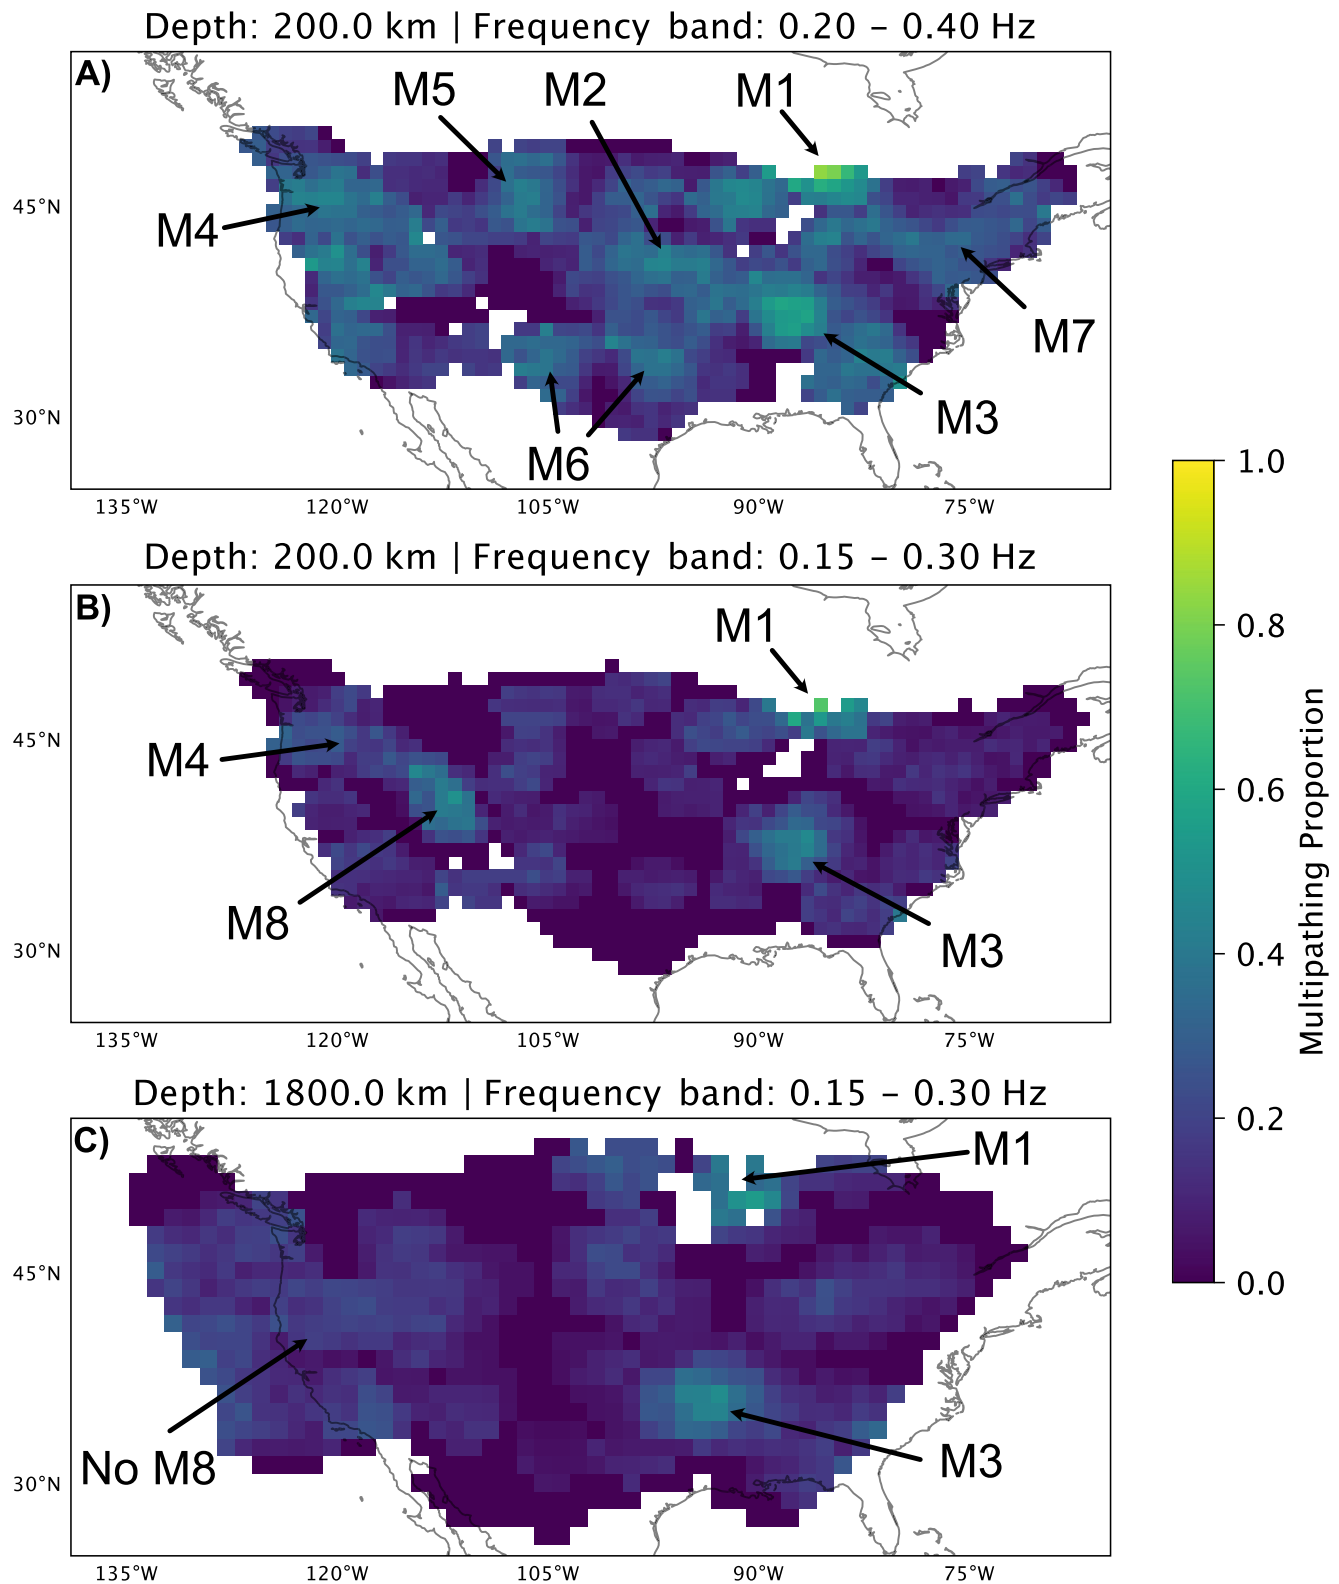 Depth: 200.0 km | Frequency band: 0.20 – 0.40 Hz
A)
M5 M2 M1
45°N
M4
M7
30°N
M3
M6
135°W 120°W 105°W 90°W 75°W
Depth: 200.0 km | Frequency band: 0.15 – 0.30 Hz
B)
M1
45°N
M4
M8
30°N
M3
135°W 120°W 105°W 90°W 75°W
Depth: 1800.0 km | Frequency band: 0.15 – 0.30 Hz
C)
M1
45°N
No M8
M3
30°N
135°W 120°W 105°W 90°W 75°W
1.0
0.8
0.6
0.4
0.2
0.0
Multipathing Proportion